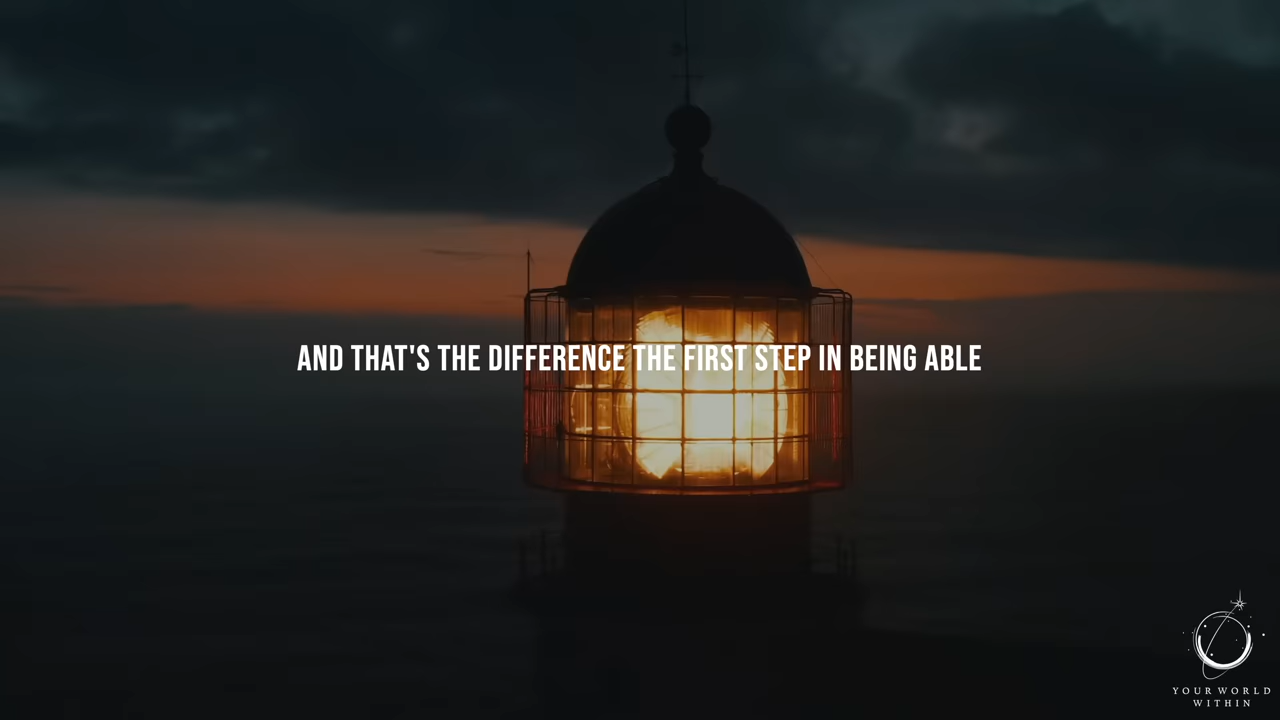 AND THAT'S THE DIFFERENCE THE FIRST STEP IN BEING ABLE
YOUR WORLD
WITHIN